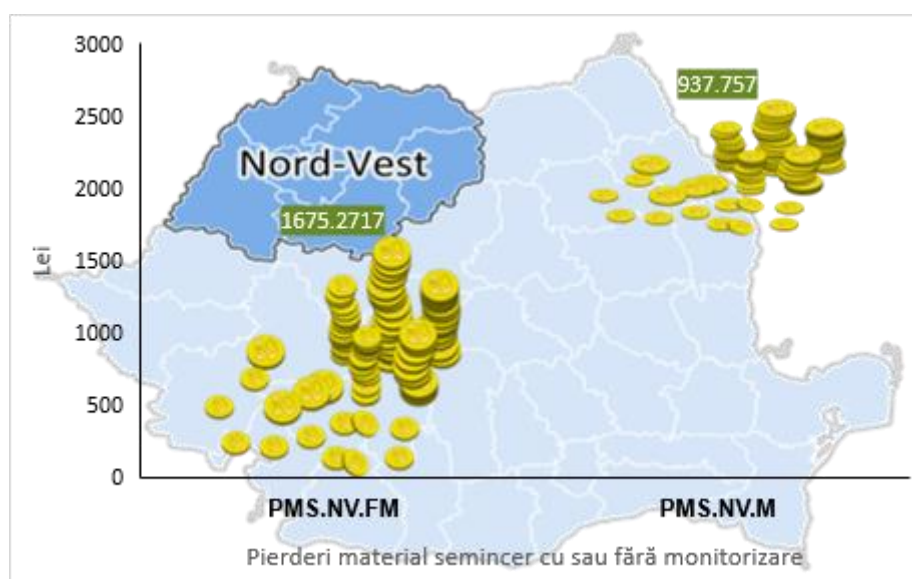 3000
937.757
2500
Nord-Vest
2000
1675.2717
1500
Lei
1000
500
0
PMS.NV.FM
PMS.NV.M
Pierderi material semincer cu sau fără monitorizare